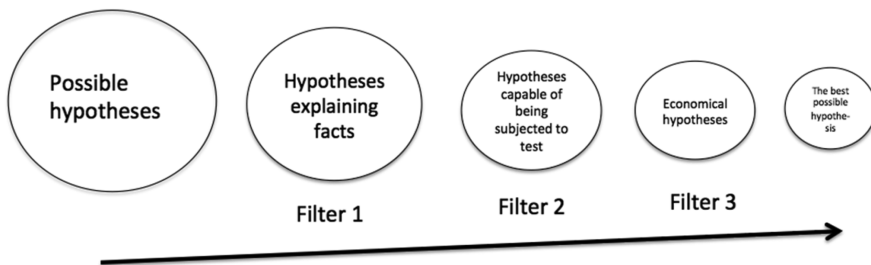 Possible
hypotheses
Hypotheses
explaining
facts
Hypotheses
capable of
being
subjected to
test
Economical
hypotheses
The best
possible
hypothe-
sis
Filter 1
Filter 2
Filter 3